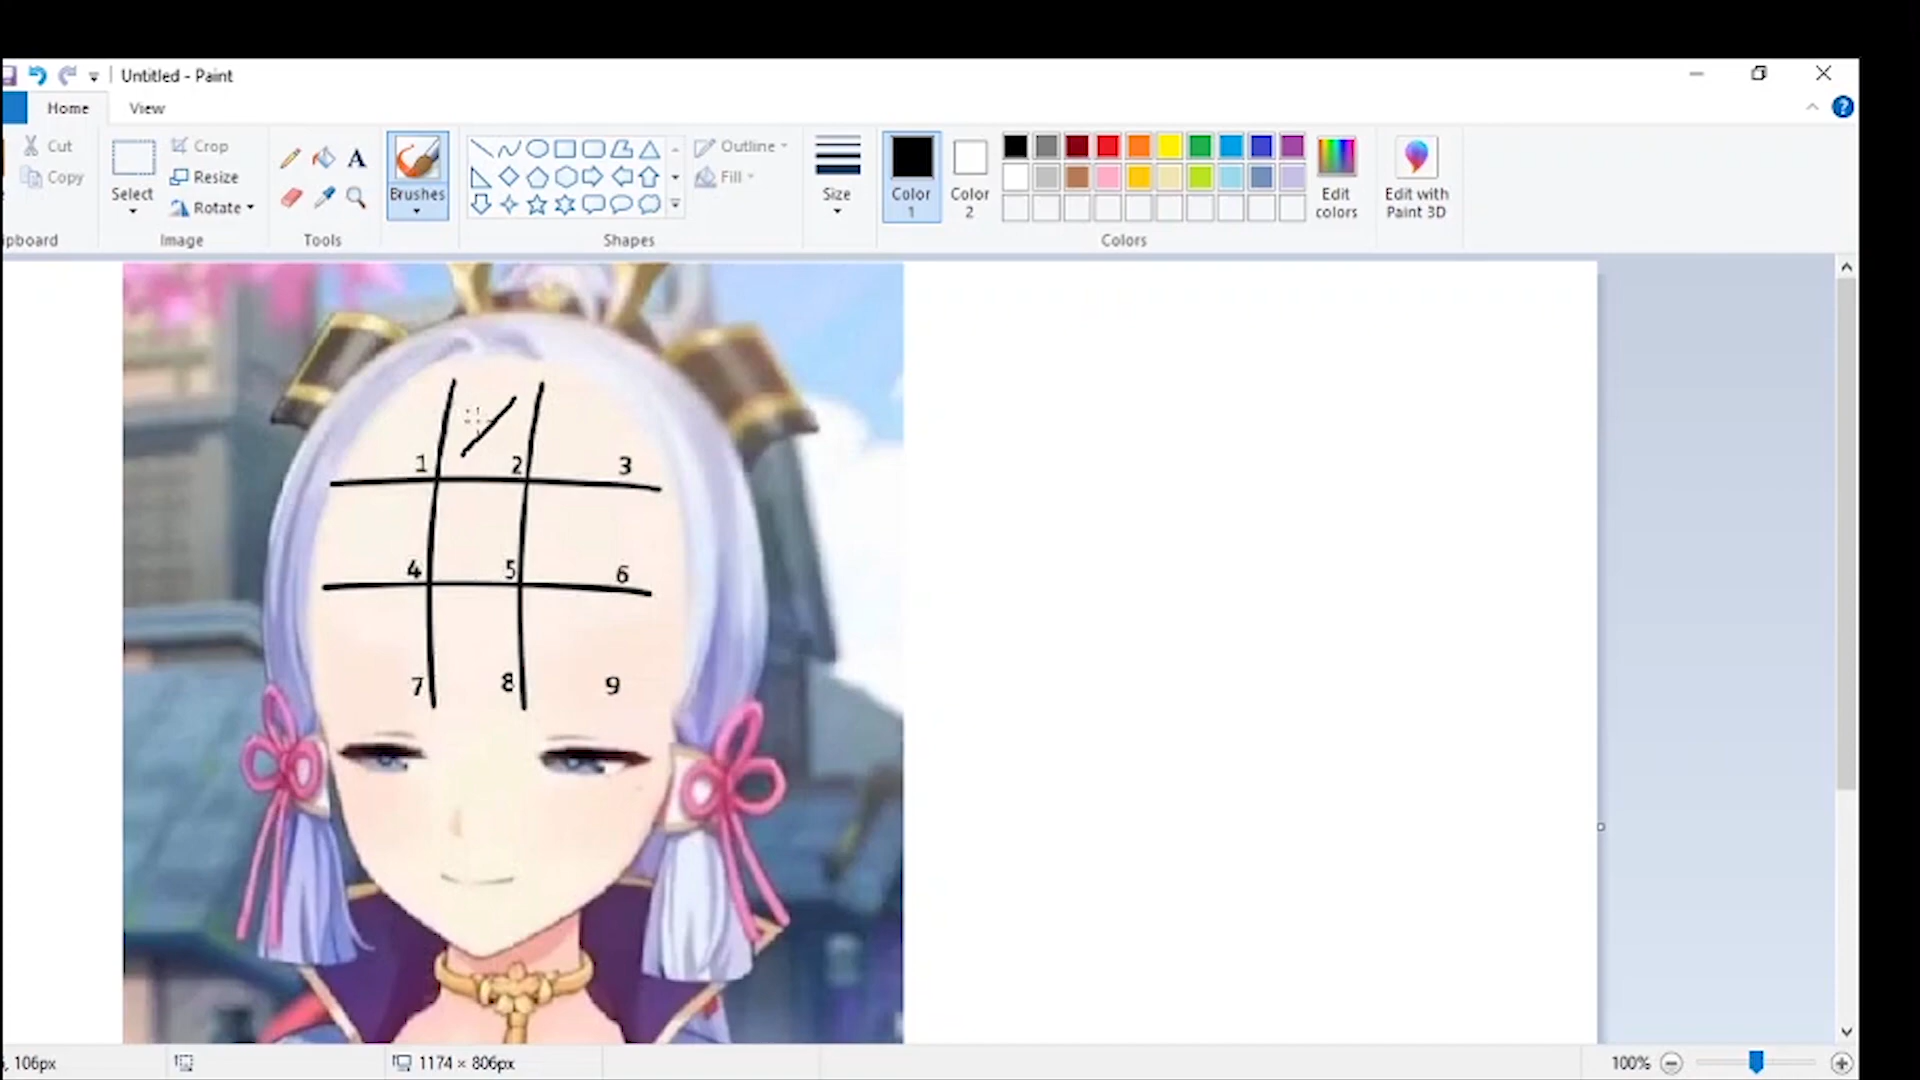 Untitled - Paint
Home View
Cut
Copy
ipboard
Select
Crop
Resize
Rotate
Image
A
Tools
Brushes
Outline
Fill
Shapes
Size
Color 1
Color 2
Edit colors
Colors
Edit with Paint 3D
?
1 2 3
4 5 6
7 8 9
, 106px
1174 × 806px
100%